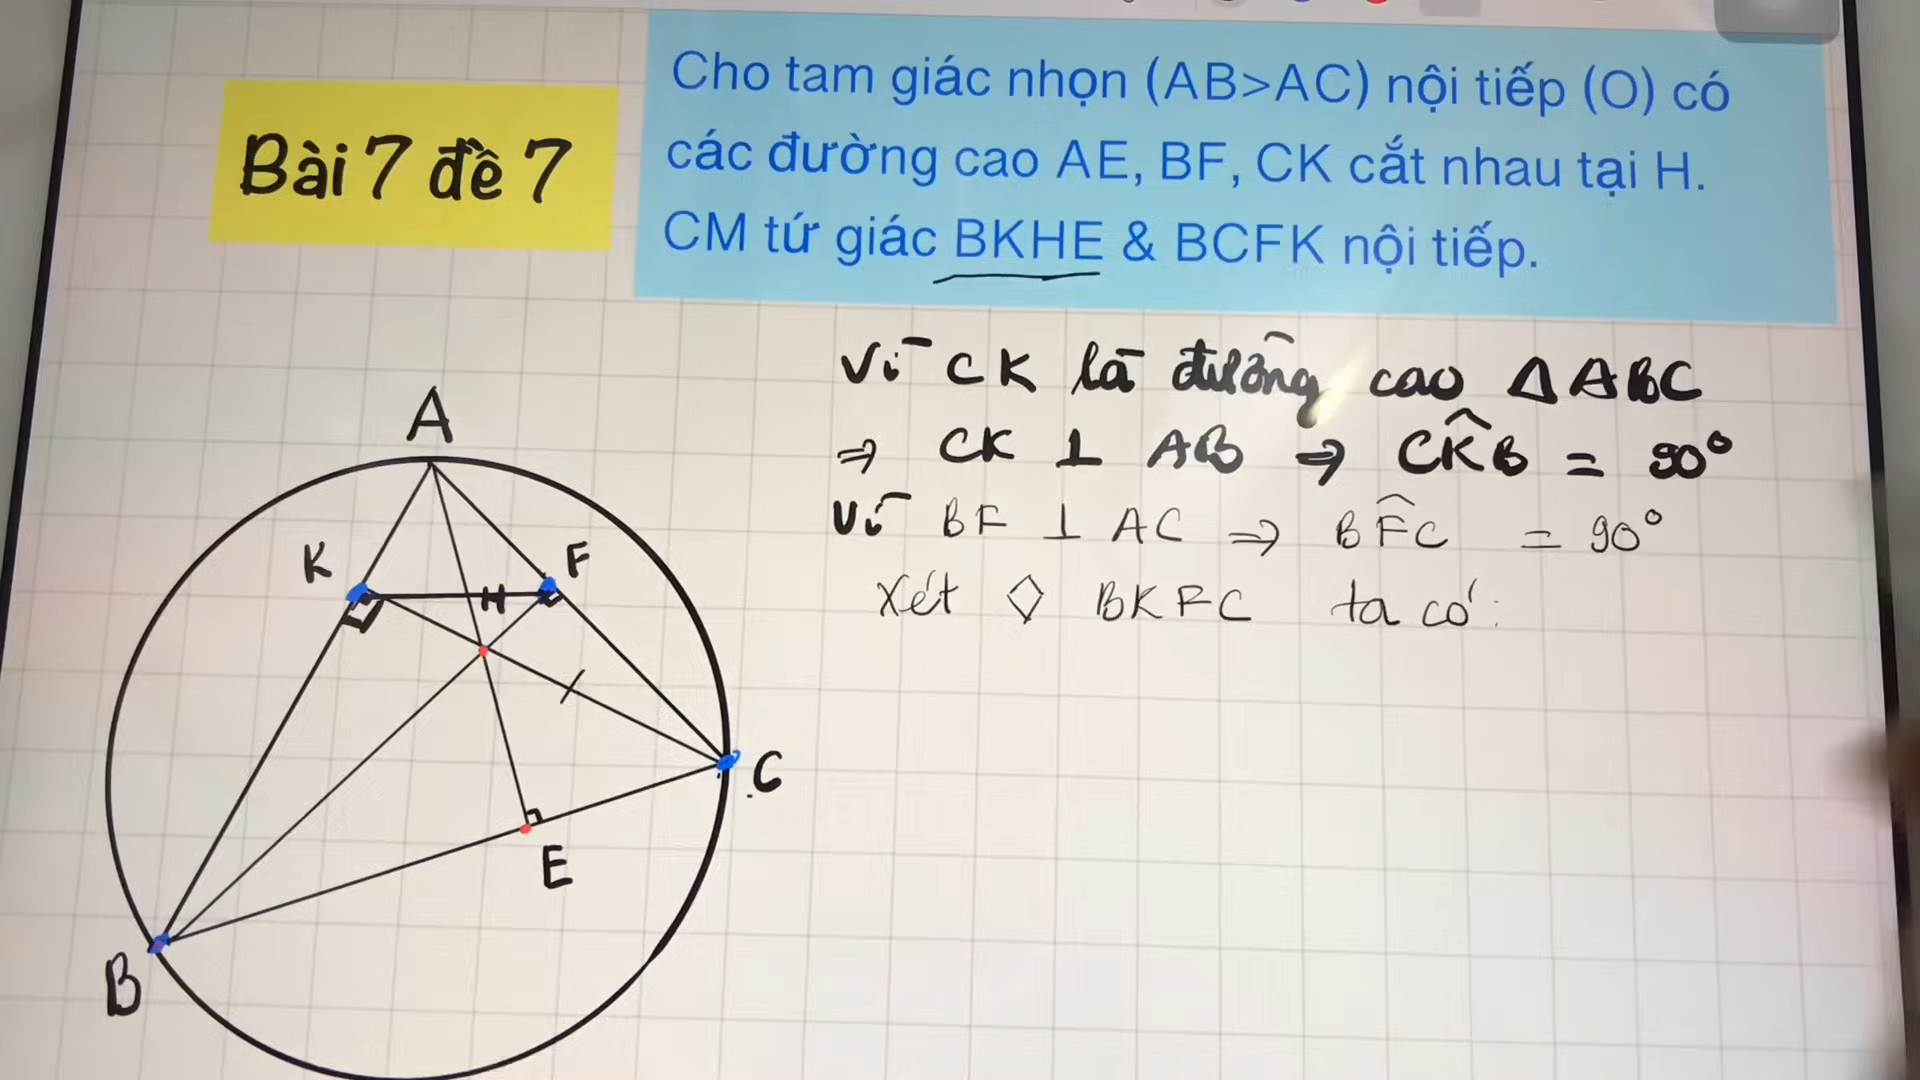 Bài 7 đề 7
Cho tam giác nhọn (AB>AC) nội tiếp (O) có
các đường cao AE, BF, CK cắt nhau tại H.
CM tứ giác BKHE & BCFK nội tiếp.
Vì CK là đường cao ΔABC
⇒ CK ⊥ AB ⇒ CK̂B = 90°
Vì BF ⊥ AC ⇒ BF̂C = 90°
Xét ◇ BKFC ta có:
A
K
F
H
C
E
B